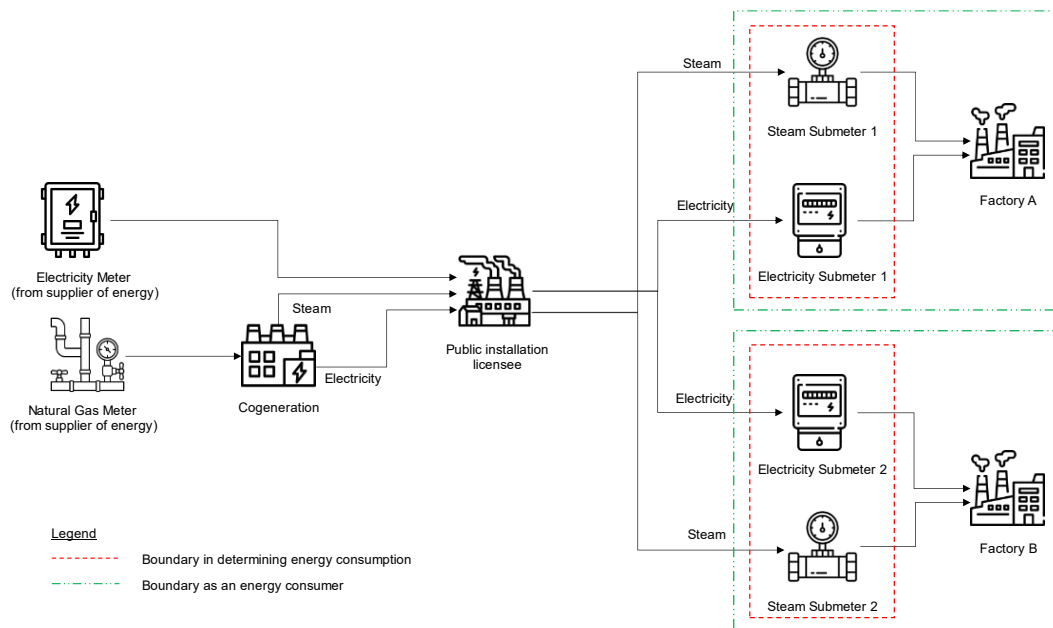 Steam
Steam Submeter 1
Factory A
Electricity
Electricity Submeter 1
Electricity Meter
(from supplier of energy)
Steam
Public installation
licensee
Electricity
Natural Gas Meter
(from supplier of energy)
Cogeneration
Electricity
Electricity Submeter 2
Factory B
Steam
Steam Submeter 2
Legend
Boundary in determining energy consumption
Boundary as an energy consumer